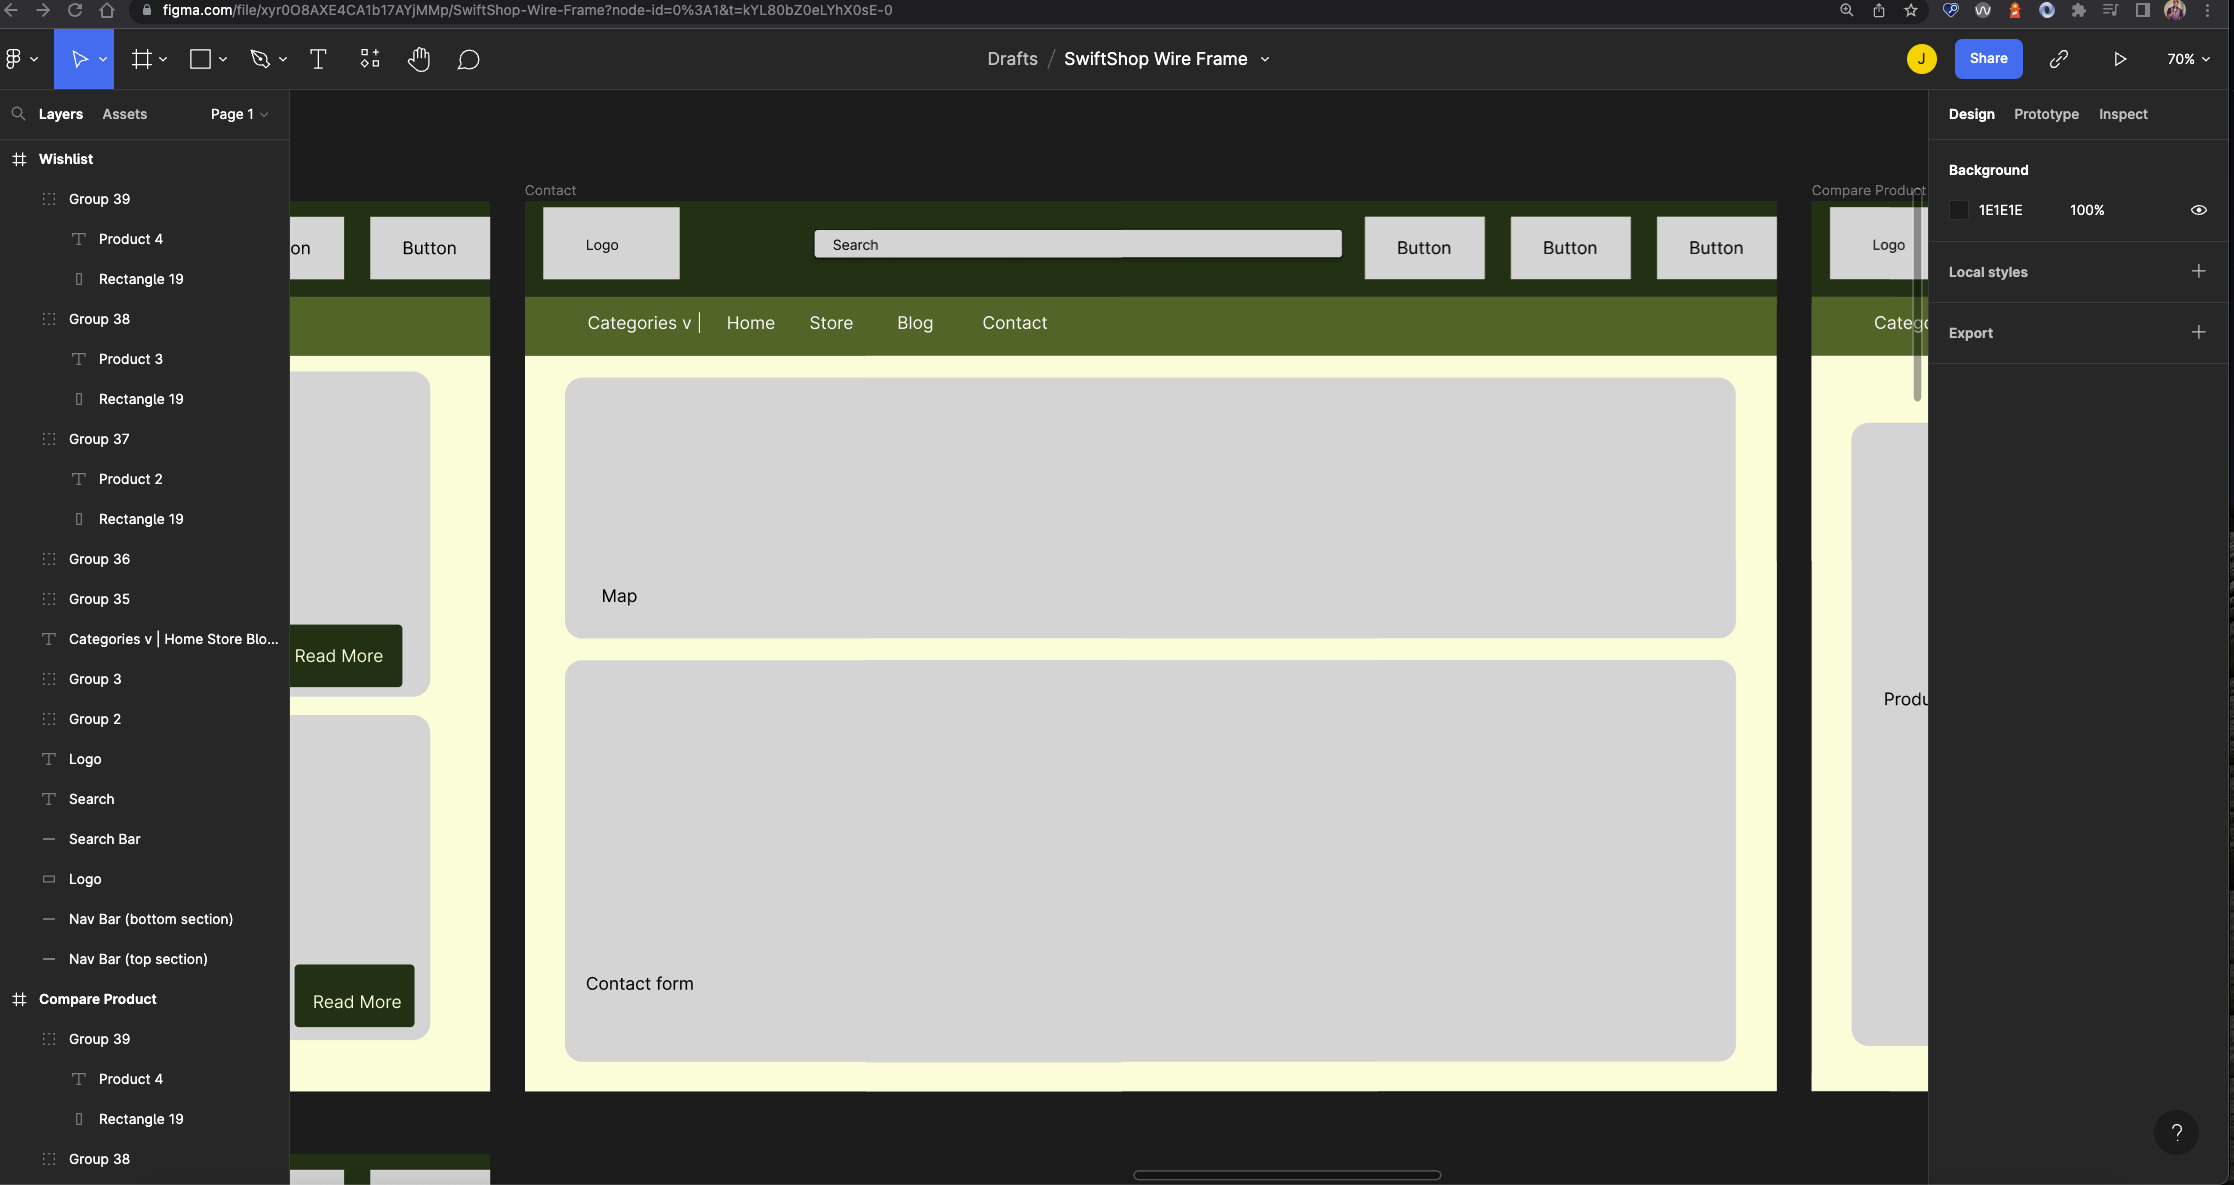 figma.com/file/xyr0O8AXE4CA1b17AYjMMp/SwiftShop-Wire-Frame?node-id=0%3A1&t=kYL80bZ0eLYhX0sE-0
Drafts / SwiftShop Wire Frame
J
Share
70%
Layers
Assets
Page 1
Wishlist
Group 39
Product 4
Rectangle 19
Group 38
Product 3
Rectangle 19
Group 37
Product 2
Rectangle 19
Group 36
Group 35
Categories v | Home Store Blo...
Group 3
Group 2
Logo
Search
Search Bar
Logo
Nav Bar (bottom section)
Nav Bar (top section)
Compare Product
Group 39
Product 4
Rectangle 19
Group 38
on
Button
Read More
Read More
Contact
Logo
Search
Button
Button
Button
Categories v | Home Store Blog Contact
Map
Contact form
Compare Product
Logo
Catego
Produ
Design
Prototype
Inspect
Background
1E1E1E
100%
Local styles
Export
?